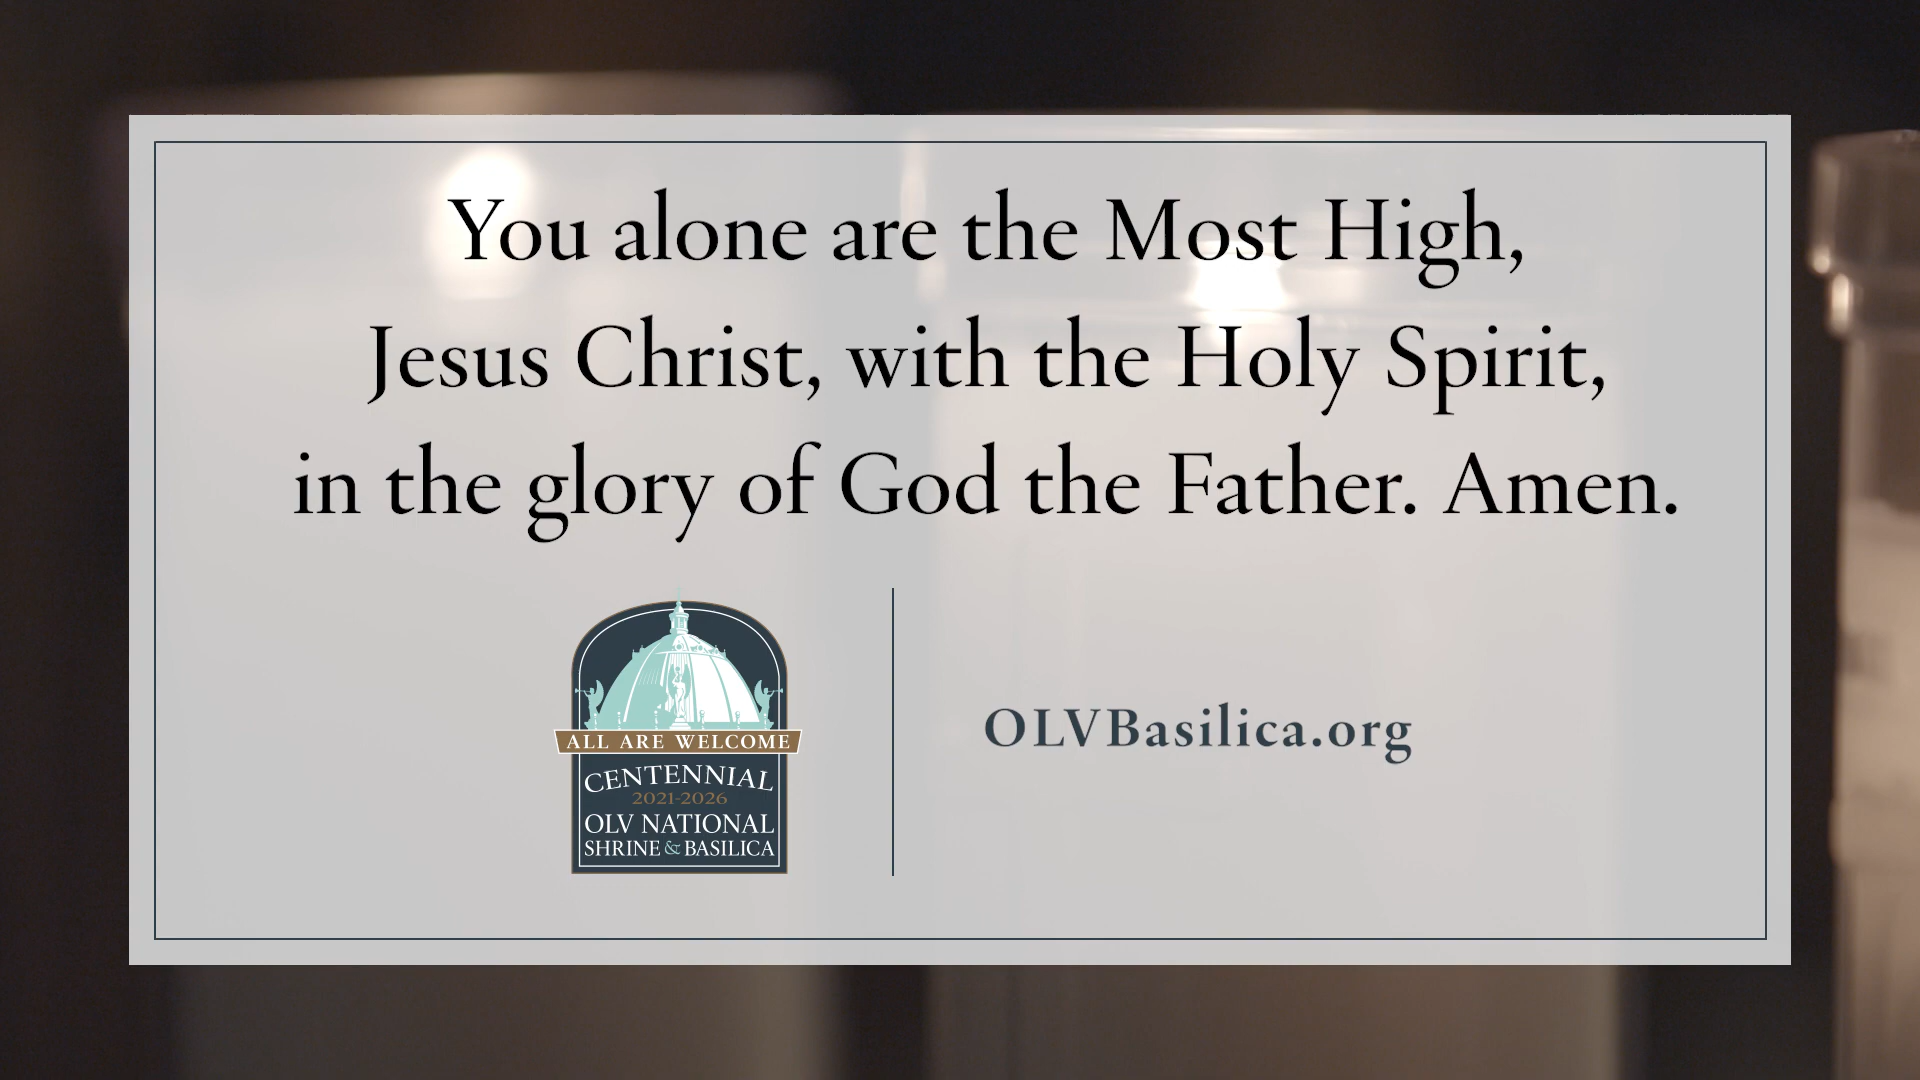 You alone are the Most High,
Jesus Christ, with the Holy Spirit,
in the glory of God the Father. Amen.
ALL ARE WELCOME
CENTENNIAL
2021-2026
OLV NATIONAL
SHRINE & BASILICA
OLVBasilica.org